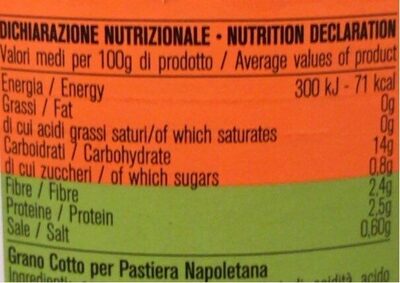 DICHIARAZIONE NUTRIZIONALE • NUTRITION DECLARATION
Valori medi per 100g di prodotto / Average values of product
Energia / Energy 300 kJ - 71 kcal
Grassi / Fat 0g
di cui acidi grassi saturi/of which saturates 0g
Carboidrati / Carbohydrate 14g
di cui zuccheri / of which sugars 0.8g
Fibre / Fibre 2,4g
Proteine / Protein 2,5g
Sale / Salt 0,60g
Grano Cotto per Pastiera Napoletana
acido